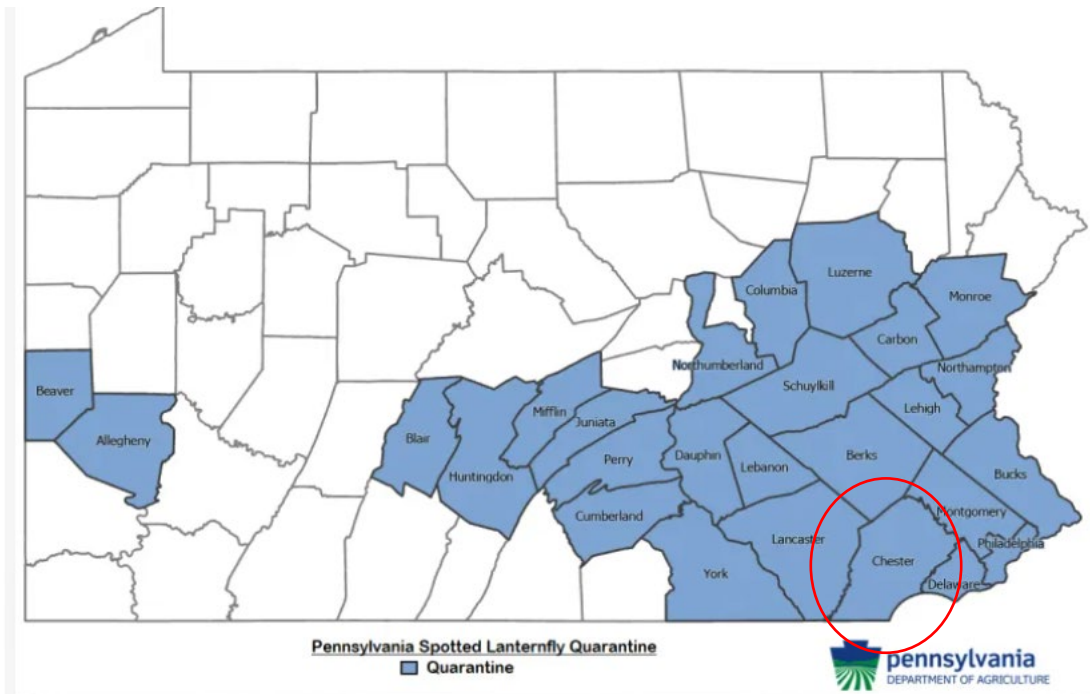 Luzerne
Columbia
Monroe
Carbon
Northumberland
Northampton
Beaver
Schuylkill
Lehigh
Mifflin
Juniata
Allegheny
Blair
Perry
Dauphin
Berks
Lebanon
Huntingdon
Bucks
Cumberland
Montgomery
Lancaster
Philadelphia
Chester
York
Delaware
Pennsylvania Spotted Lanternfly Quarantine
Quarantine
pennsylvania
DEPARTMENT OF AGRICULTURE